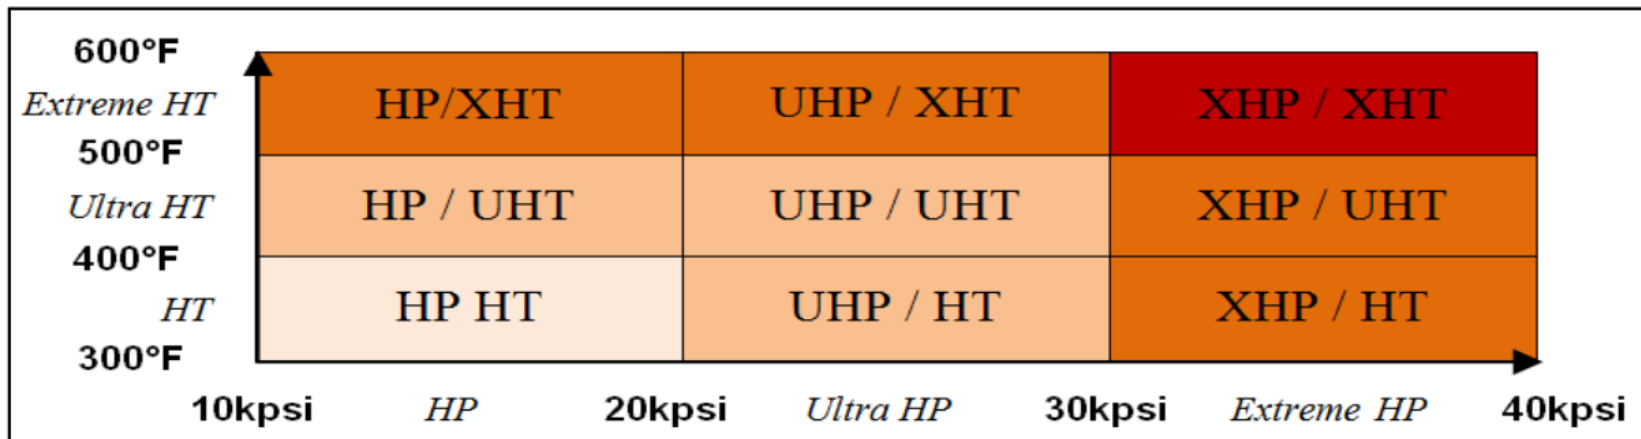 600°F
Extreme HT
HP/XHT
UHP / XHT
XHP / XHT
500°F
Ultra HT
HP / UHT
UHP / UHT
XHP / UHT
400°F
HT
HP HT
UHP / HT
XHP / HT
300°F
10kpsi
HP
20kpsi
Ultra HP
30kpsi
Extreme HP
40kpsi